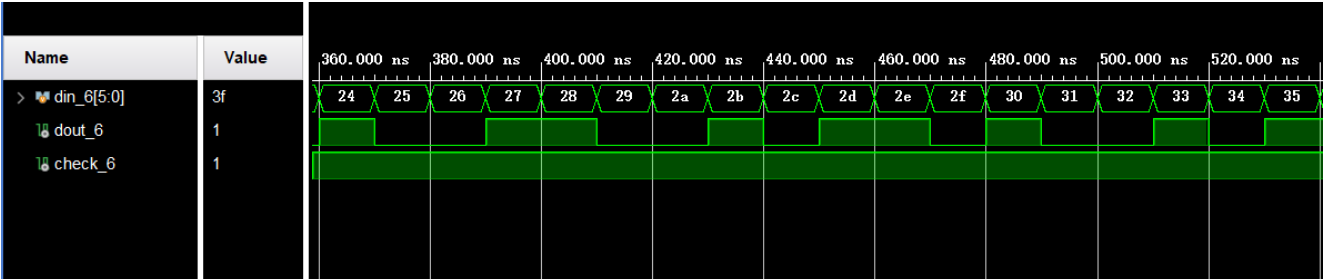 Name Value
360.000 ns 380.000 ns 400.000 ns 420.000 ns 440.000 ns 460.000 ns 480.000 ns 500.000 ns 520.000 ns
din_6[5:0] 3f 24 25 26 27 28 29 2a 2b 2c 2d 2e 2f 30 31 32 33 34 35
dout_6 1
check_6 1